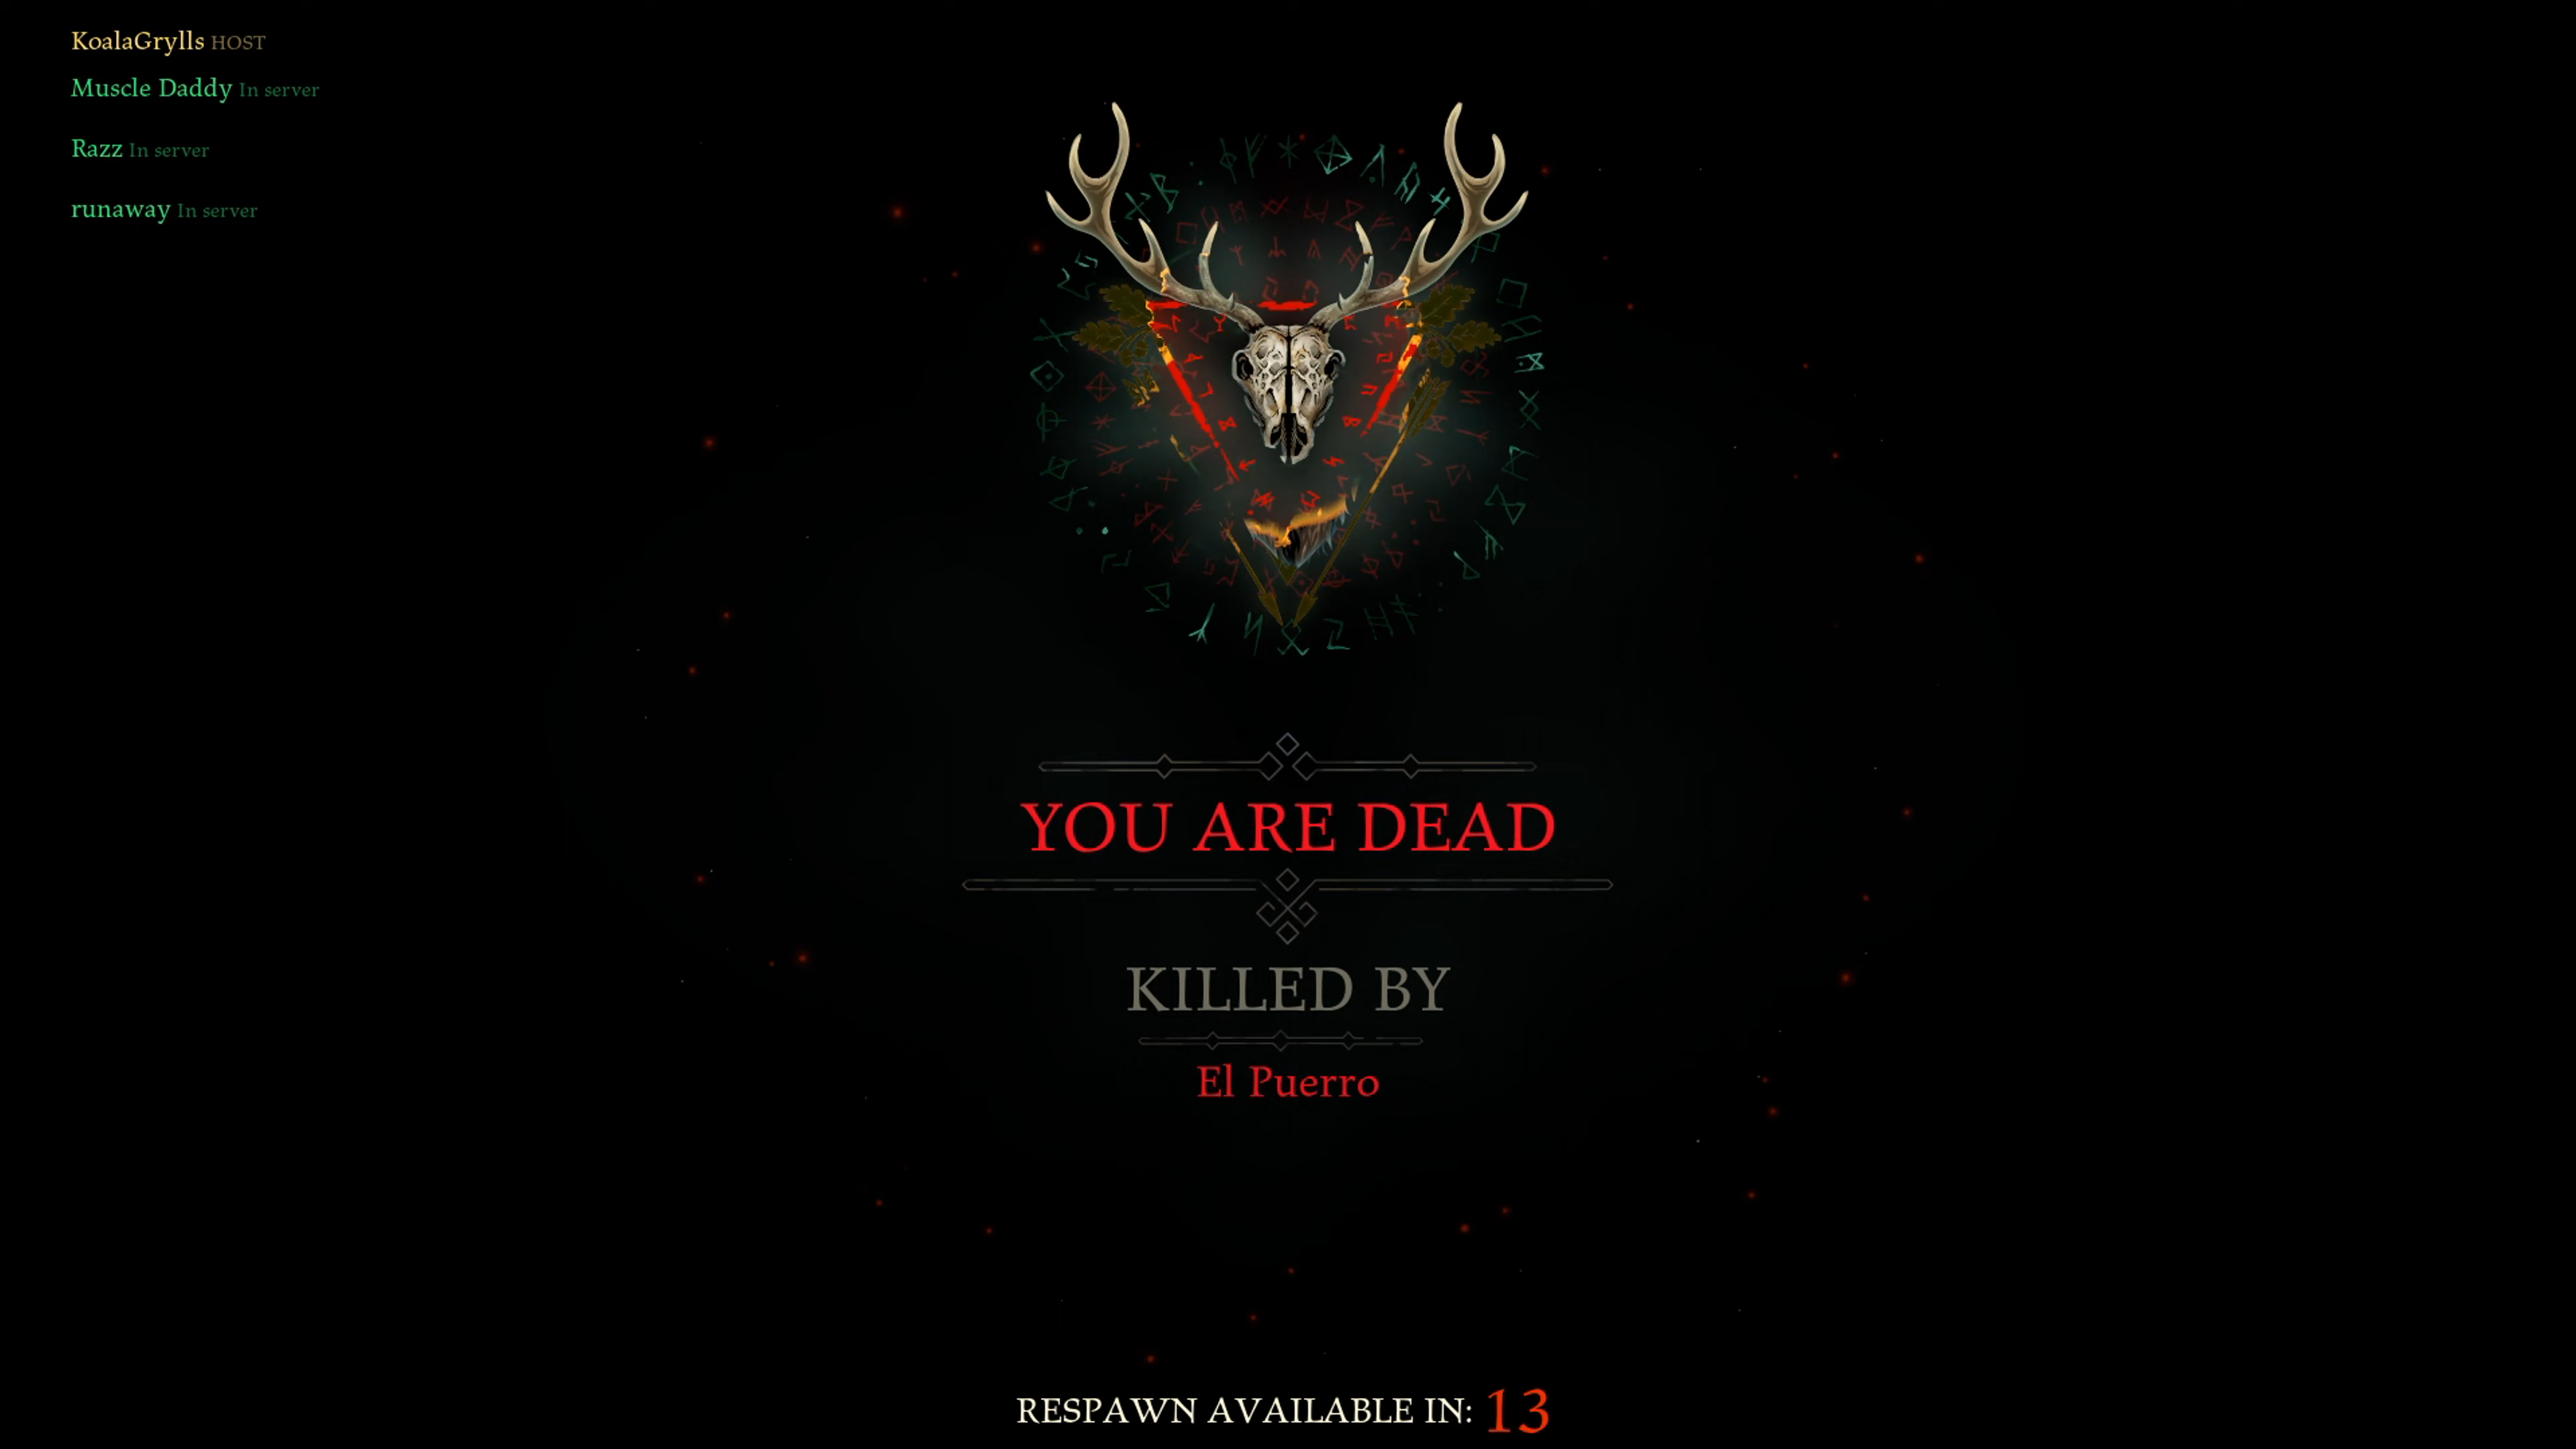 KoalaGrylls HOST
Muscle Daddy In server
Razz In server
runaway In server
YOU ARE DEAD
KILLED BY
El Puerro
RESPAWN AVAILABLE IN: 13